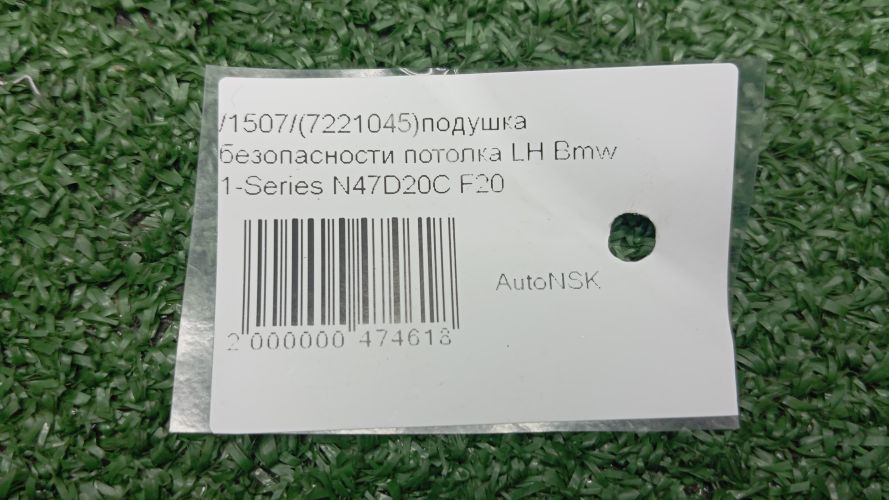 /1507/(7221045)подушка
безопасности потолка LH Bmw
1-Series N47D20C F20
AutoNSK
2 000000 474618